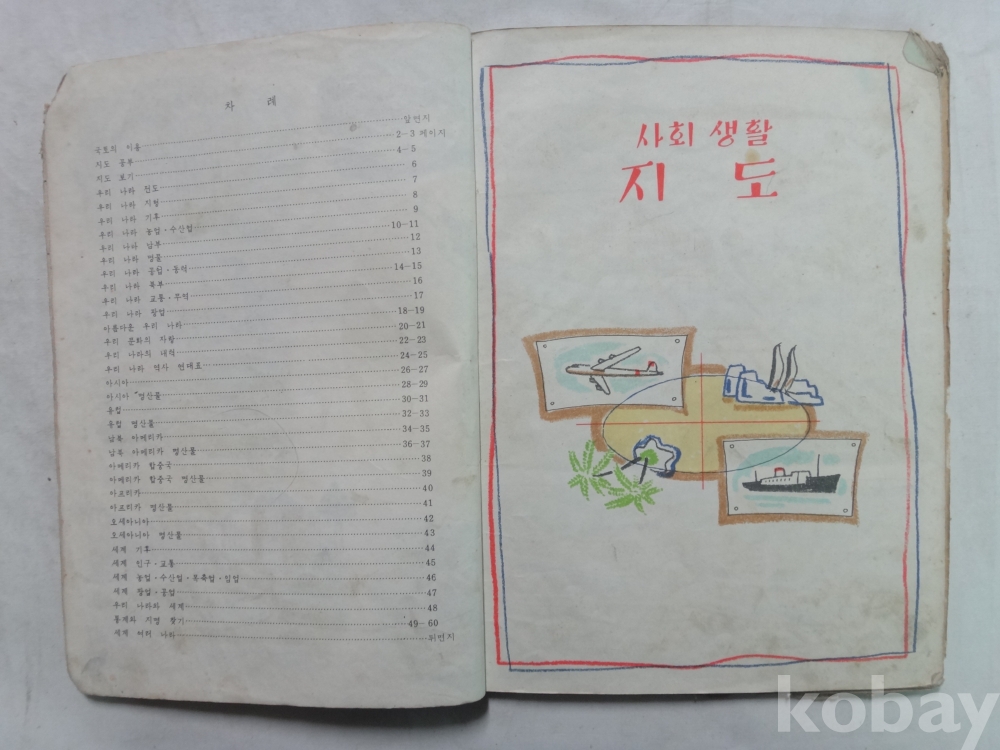 차 례
국토의 이용 앞면지
지도 공부 2—3 페이지
지도 보기 4—5
우리 나라 전도 6
우리 나라 지형 7
우리 나라 기후 8
우리 나라 농업·수산업 9
우리 나라 남부 10—11
우리 나라 명물 12
우리 나라 공업·동력 13
우리 나라 북부 14—15
우리 나라 교통·무역 16
우리 나라 광업 17
아름다운 우리 나라 18—19
우리 문화의 자랑 20—21
우리 나라의 내력 22—23
우리 나라 역사 연대표 24—25
아시아 26—27
아시아 명산물 28—29
유럽 30—31
유럽 명산물 32—33
남북 아메리카 34—35
남북 아메리카 명산물 36—37
아메리카 합중국 38
아메리카 합중국 명산물 39
아프리카 40
아프리카 명산물 41
오세아니아 42
오세아니아 명산물 43
세계 기후 44
세계 인구·교통 45
세계 농업·수산업·목축업·임업 46
세계 광업·공업 47
우리 나라와 세계 48
통계와 지명 찾기 49—60
세계 여러 나라 뒤면지
사회 생활
지 도
kobay